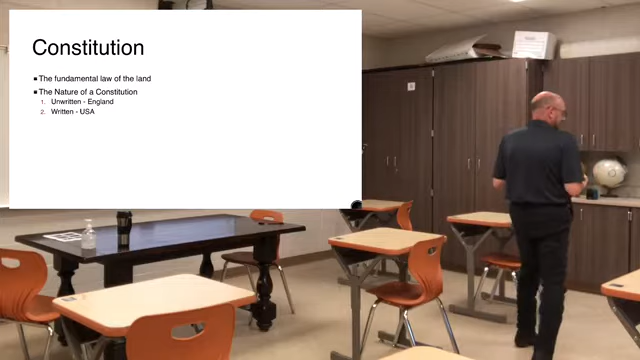 Constitution
The fundamental law of the land
The Nature of a Constitution
1. Unwritten - England
2. Written - USA